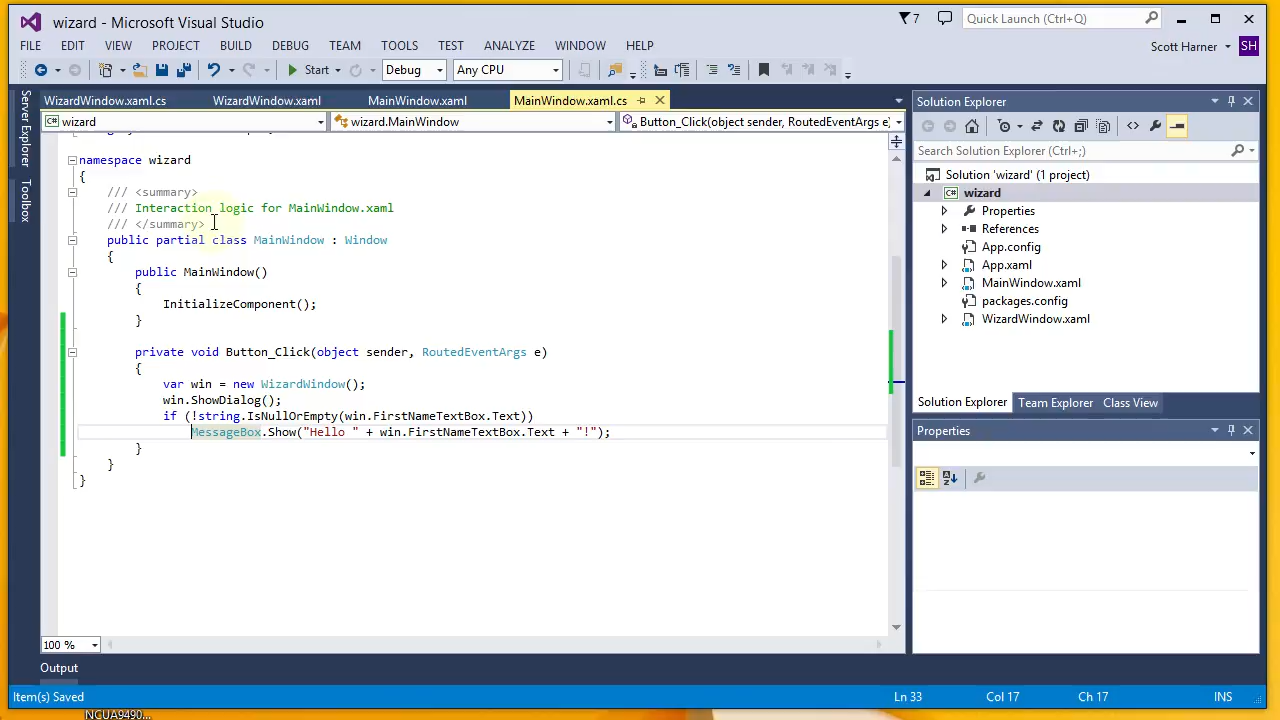 wizard - Microsoft Visual Studio
7
Quick Launch (Ctrl+Q)
FILE EDIT VIEW PROJECT BUILD DEBUG TEAM TOOLS TEST ANALYZE WINDOW HELP
Scott Harner SH
Start Debug Any CPU
Server Explorer
Toolbox
WizardWindow.xaml.cs WizardWindow.xaml MainWindow.xaml MainWindow.xaml.cs
C# wizard wizard.MainWindow Button_Click(object sender, RoutedEventArgs e)
namespace wizard
{
/// <summary>
/// Interaction logic for MainWindow.xaml
/// </summary>
public partial class MainWindow : Window
{
public MainWindow()
{
InitializeComponent();
}
private void Button_Click(object sender, RoutedEventArgs e)
{
var win = new WizardWindow();
win.ShowDialog();
if (!string.IsNullOrEmpty(win.FirstNameTextBox.Text))
MessageBox.Show("Hello " + win.FirstNameTextBox.Text + "!");
}
}
}
100 %
Solution Explorer
Search Solution Explorer (Ctrl+;)
Solution 'wizard' (1 project)
C# wizard
Properties
References
App.config
App.xaml
MainWindow.xaml
packages.config
WizardWindow.xaml
Solution Explorer Team Explorer Class View
Properties
Output
Item(s) Saved Ln 33 Col 17 Ch 17 INS
NCUA9490...